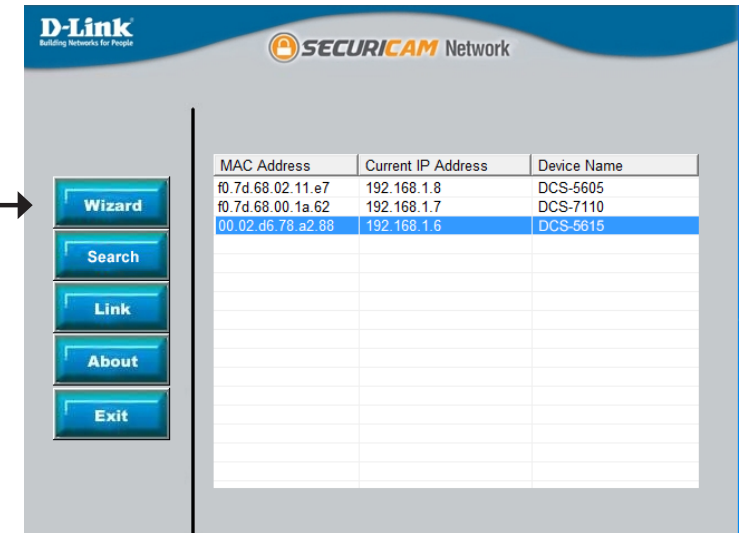 D-Link
Building Networks for People
SECURICAM Network
MAC Address Current IP Address Device Name
f0.7d.68.02.11.e7 192.168.1.8 DCS-5605
f0.7d.68.00.1a.62 192.168.1.7 DCS-7110
00.02.d6.78.a2.88 192.168.1.6 DCS-5615
Wizard
Search
Link
About
Exit